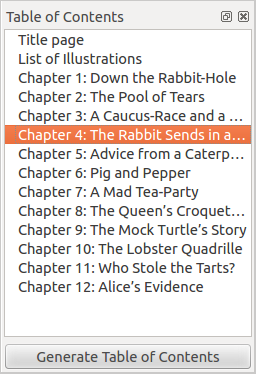 Table of Contents
Title page
List of Illustrations
Chapter 1: Down the Rabbit-Hole
Chapter 2: The Pool of Tears
Chapter 3: A Caucus-Race and a ...
Chapter 4: The Rabbit Sends in a...
Chapter 5: Advice from a Caterp...
Chapter 6: Pig and Pepper
Chapter 7: A Mad Tea-Party
Chapter 8: The Queen’s Croquet...
Chapter 9: The Mock Turtle’s Story
Chapter 10: The Lobster Quadrille
Chapter 11: Who Stole the Tarts?
Chapter 12: Alice’s Evidence
Generate Table of Contents